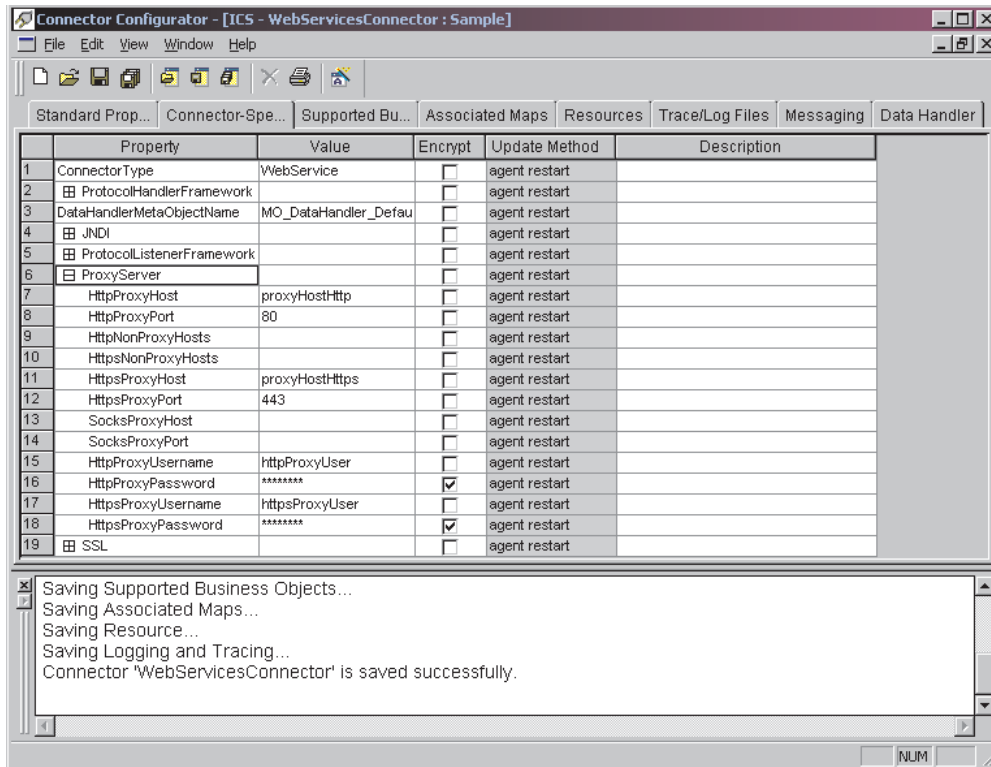 Connector Configurator - [ICS - WebServicesConnector : Sample]
File Edit View Window Help
Standard Prop... Connector-Spe... Supported Bu... Associated Maps Resources Trace/Log Files Messaging Data Handler
Property Value Encrypt Update Method Description
1 ConnectorType WebService agent restart
2 ProtocolHandlerFramework agent restart
3 DataHandlerMetaObjectName MO_DataHandler_Defau agent restart
4 JNDI agent restart
5 ProtocolListenerFramework agent restart
6 ProxyServer agent restart
7 HttpProxyHost proxyHostHttp agent restart
8 HttpProxyPort 80 agent restart
9 HttpNonProxyHosts agent restart
10 HttpsNonProxyHosts agent restart
11 HttpsProxyHost proxyHostHttps agent restart
12 HttpsProxyPort 443 agent restart
13 SocksProxyHost agent restart
14 SocksProxyPort agent restart
15 HttpProxyUsername httpProxyUser agent restart
16 HttpProxyPassword ******** agent restart
17 HttpsProxyUsername httpsProxyUser agent restart
18 HttpsProxyPassword ******** agent restart
19 SSL agent restart
Saving Supported Business Objects...
Saving Associated Maps...
Saving Resource...
Saving Logging and Tracing...
Connector 'WebServicesConnector' is saved successfully.
NUM